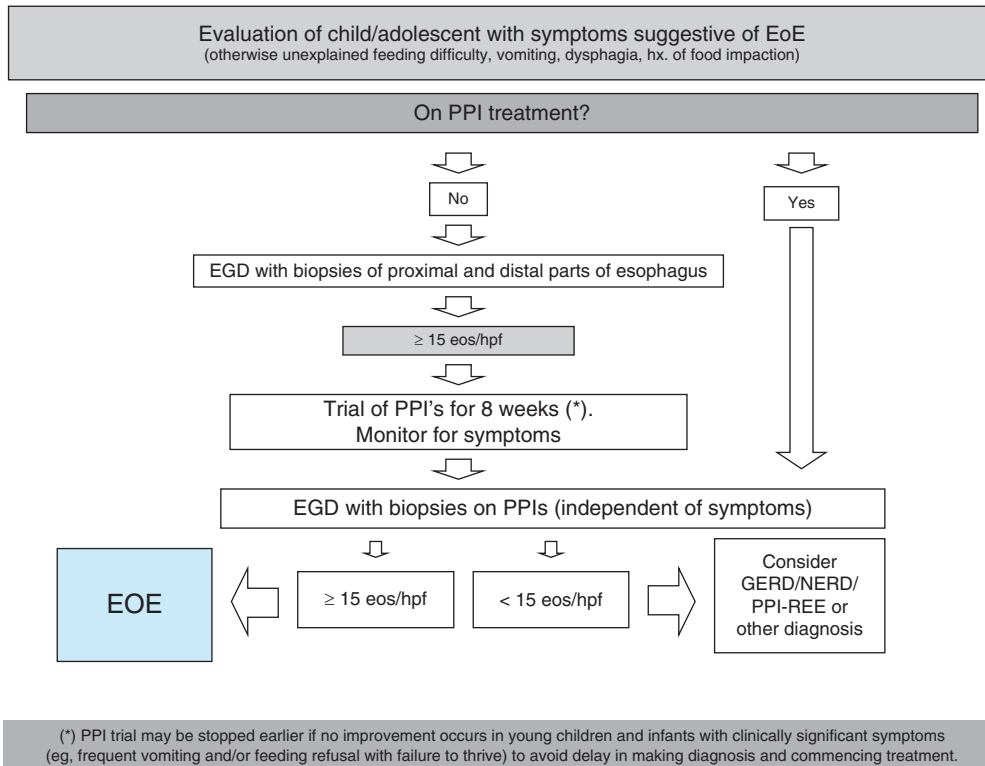 Evaluation of child/adolescent with symptoms suggestive of EoE
(otherwise unexplained feeding difficulty, vomiting, dysphagia, hx. of food impaction)
On PPI treatment?
No
Yes
EGD with biopsies of proximal and distal parts of esophagus
≥ 15 eos/hpf
Trial of PPI's for 8 weeks (*).
Monitor for symptoms
EGD with biopsies on PPIs (independent of symptoms)
EOE
≥ 15 eos/hpf
< 15 eos/hpf
Consider
GERD/NERD/
PPI-REE or
other diagnosis
(*) PPI trial may be stopped earlier if no improvement occurs in young children and infants with clinically significant symptoms
(eg, frequent vomiting and/or feeding refusal with failure to thrive) to avoid delay in making diagnosis and commencing treatment.